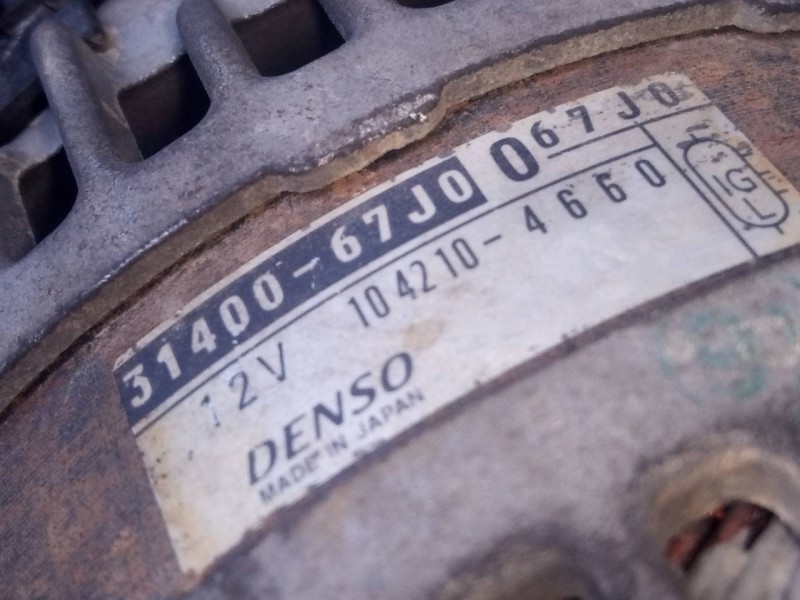 31400-67J0 0 67J0
12V 104210-4660
DENSO
MADE IN JAPAN
IG
L